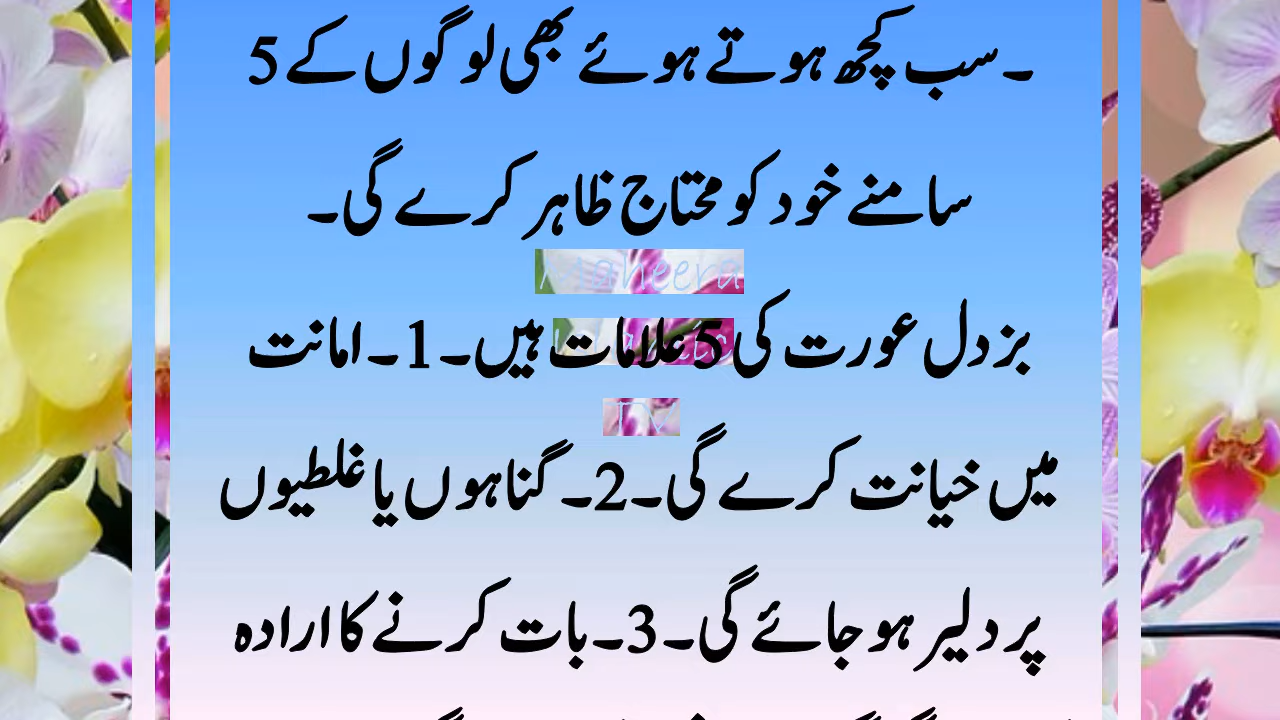 ۔سب کچھ ہوتے ہوئے بھی لوگوں کے 5
سامنے خود کو محتاج ظاہر کرے گی۔
Maheera
بزدل عورت کی 5 علامات ہیں۔1۔امانت
TV
میں خیانت کرے گی۔2۔ گناہوں یا غلطیوں
پر دلیر ہو جائے گی۔3۔بات کرنے کا ارادہ